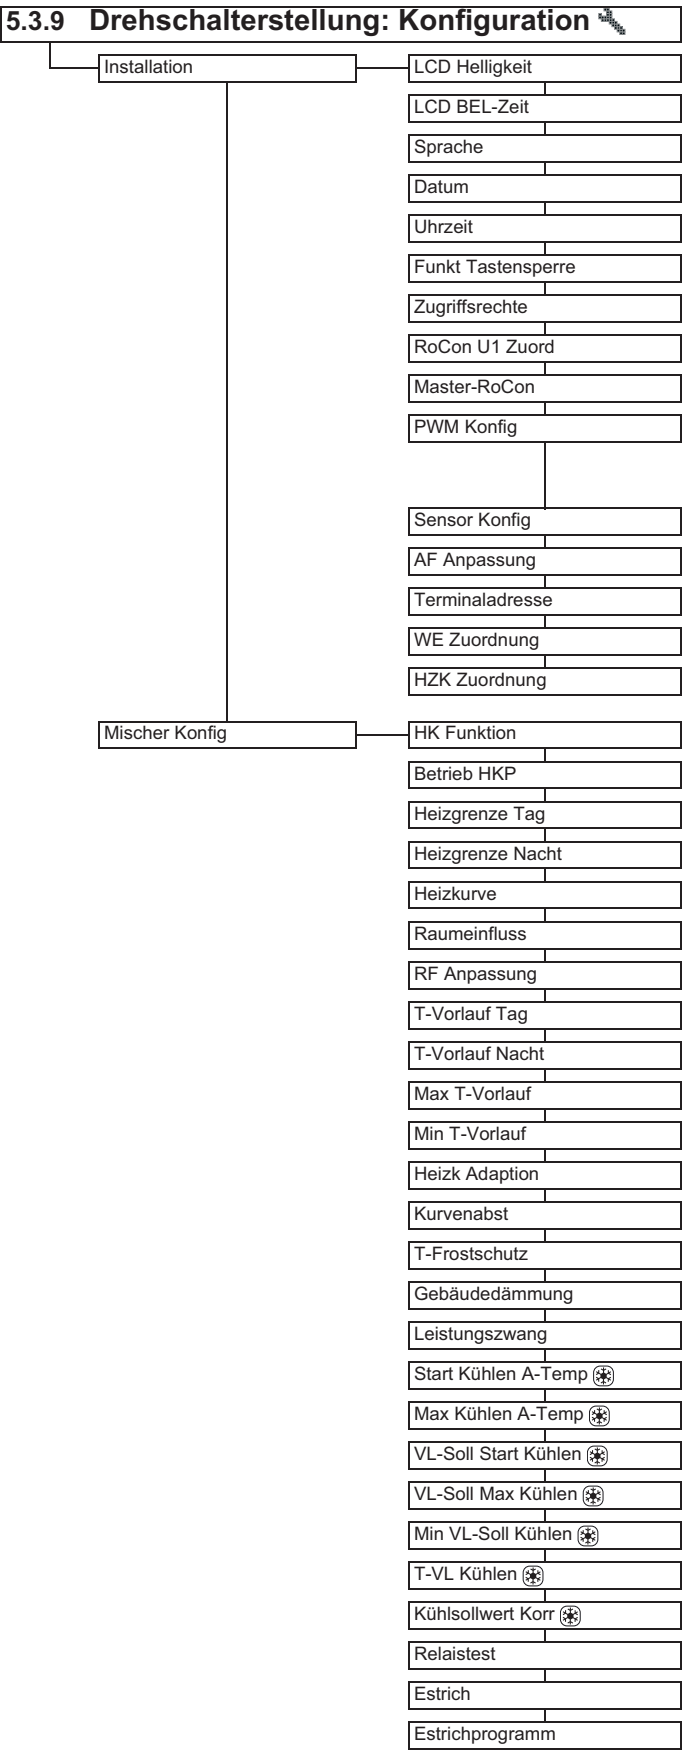 5.3.9 Drehschalterstellung: Konfiguration
Installation
LCD Helligkeit
LCD BEL-Zeit
Sprache
Datum
Uhrzeit
Funkt Tastensperre
Zugriffsrechte
RoCon U1 Zuord
Master-RoCon
PWM Konfig
Sensor Konfig
AF Anpassung
Terminaladresse
WE Zuordnung
HZK Zuordnung
Mischer Konfig
HK Funktion
Betrieb HKP
Heizgrenze Tag
Heizgrenze Nacht
Heizkurve
Raumeinfluss
RF Anpassung
T-Vorlauf Tag
T-Vorlauf Nacht
Max T-Vorlauf
Min T-Vorlauf
Heizk Adaption
Kurvenabst
T-Frostschutz
Gebäudedämmung
Leistungszwang
Start Kühlen A-Temp
Max Kühlen A-Temp
VL-Soll Start Kühlen
VL-Soll Max Kühlen
Min VL-Soll Kühlen
T-VL Kühlen
Kühlsollwert Korr
Relaistest
Estrich
Estrichprogramm